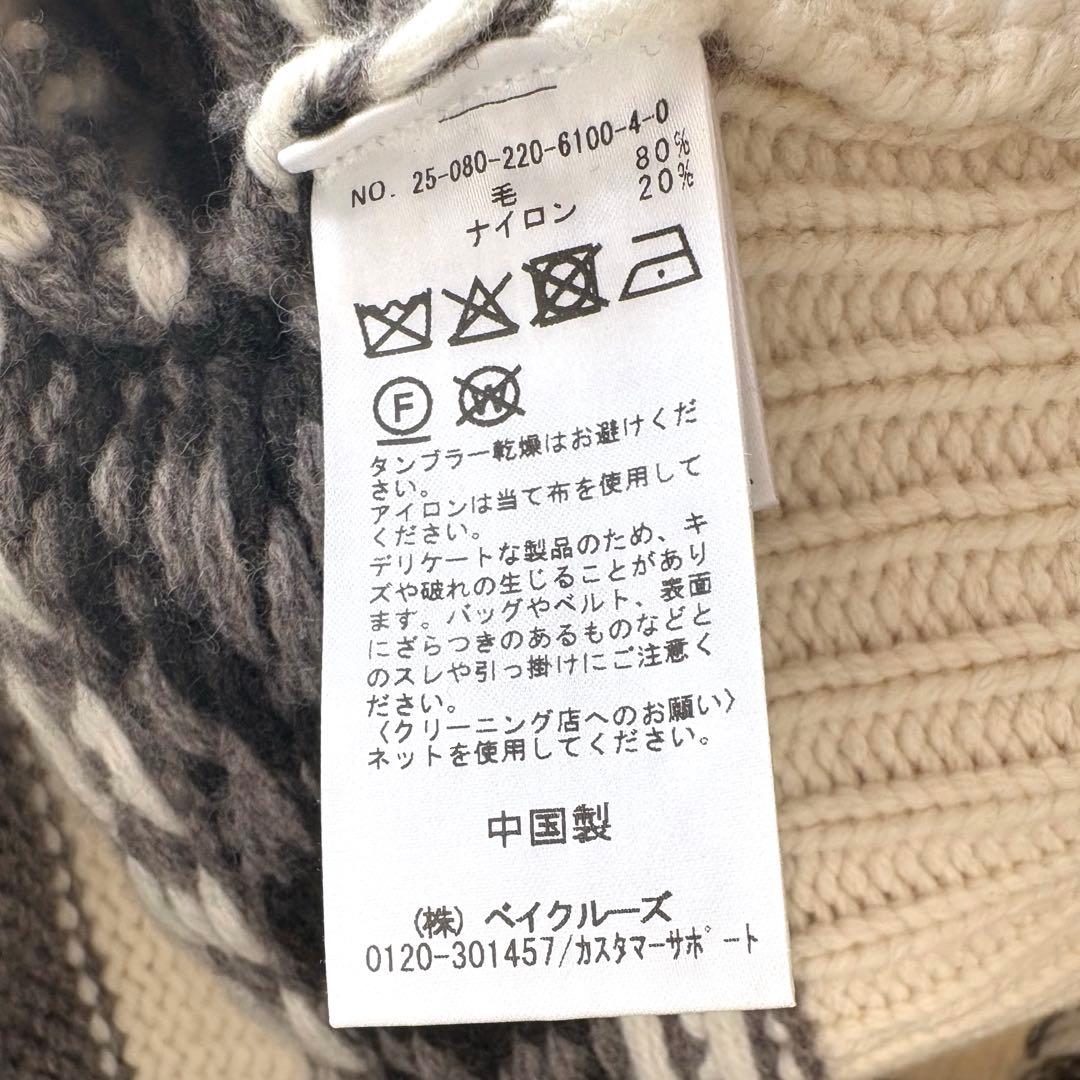 NO. 25-080-220-6100-4-0
毛 80%
ナイロン 20%
F W
タンブラー乾燥はお避けくだ
さい。
アイロンは当て布を使用して
ください。
デリケートな製品のため、キ
ズや破れの生じることがあり
ます。バッグやベルト、表面
にざらつきのあるものなどと
のスレや引っ掛けにご注意く
ださい。
〈クリーニング店へのお願い〉
ネットを使用してください。
中国製
(株) ベイクルーズ
0120-301457/カスタマーサポート